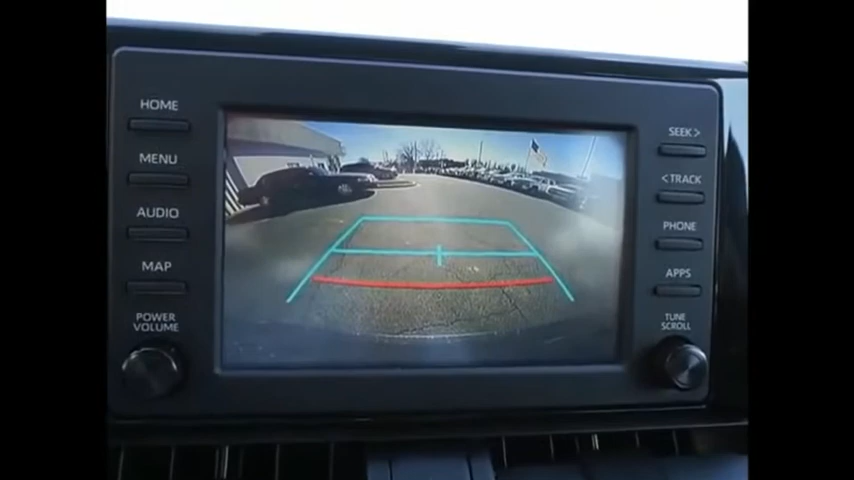 HOME
MENU
AUDIO
MAP
POWER
VOLUME
SEEK >
< TRACK
PHONE
APPS
TUNE
SCROLL